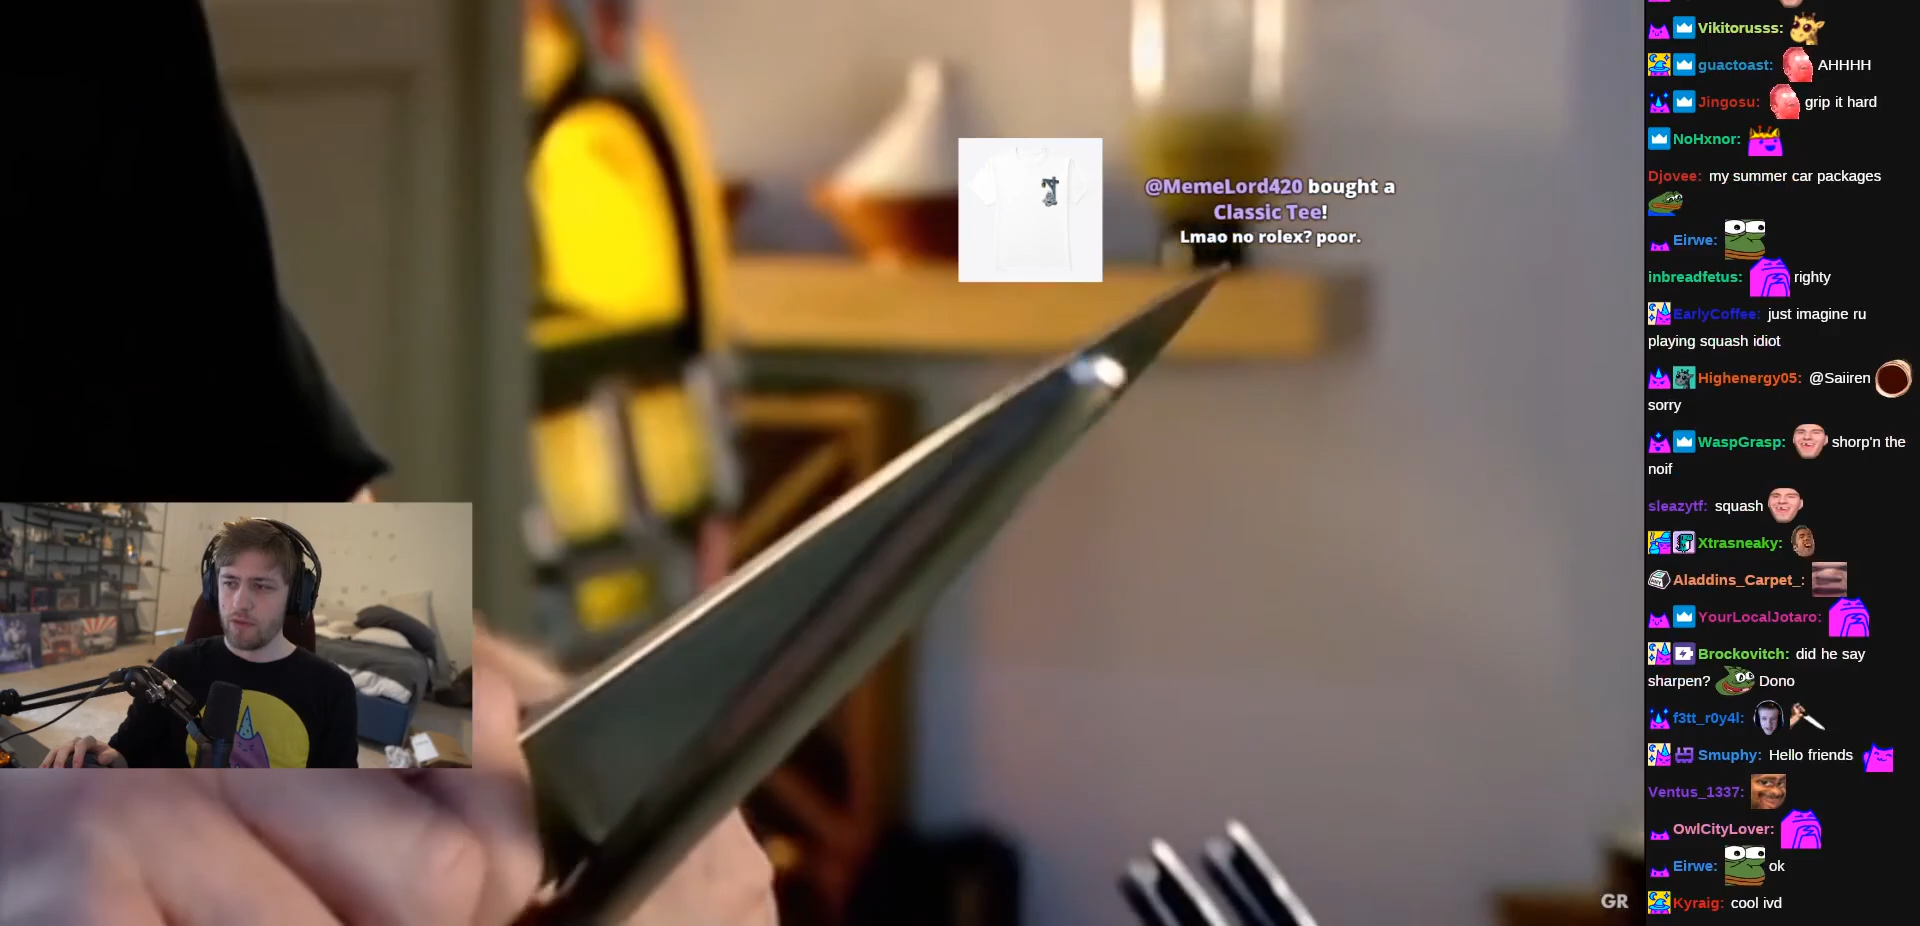 @MemeLord420 bought a
Classic Tee!
Lmao no rolex? poor.
GR
Vikitorusss:
guactoast: AHHHH
Jingosu: grip it hard
NoHxnor:
Djovee: my summer car packages
Eirwe:
inbreadfetus: righty
EarlyCoffee: just imagine ru
playing squash idiot
Highenergy05: @Saiiren
sorry
WaspGrasp: shorp'n the
noif
sleazytf: squash
Xtrasneaky:
Aladdins_Carpet_:
YourLocalJotaro:
Brockovitch: did he say
sharpen? Dono
f3tt_r0y4l:
Smuphy: Hello friends
Ventus_1337:
OwlCityLover:
Eirwe: ok
Kyraig: cool ivd